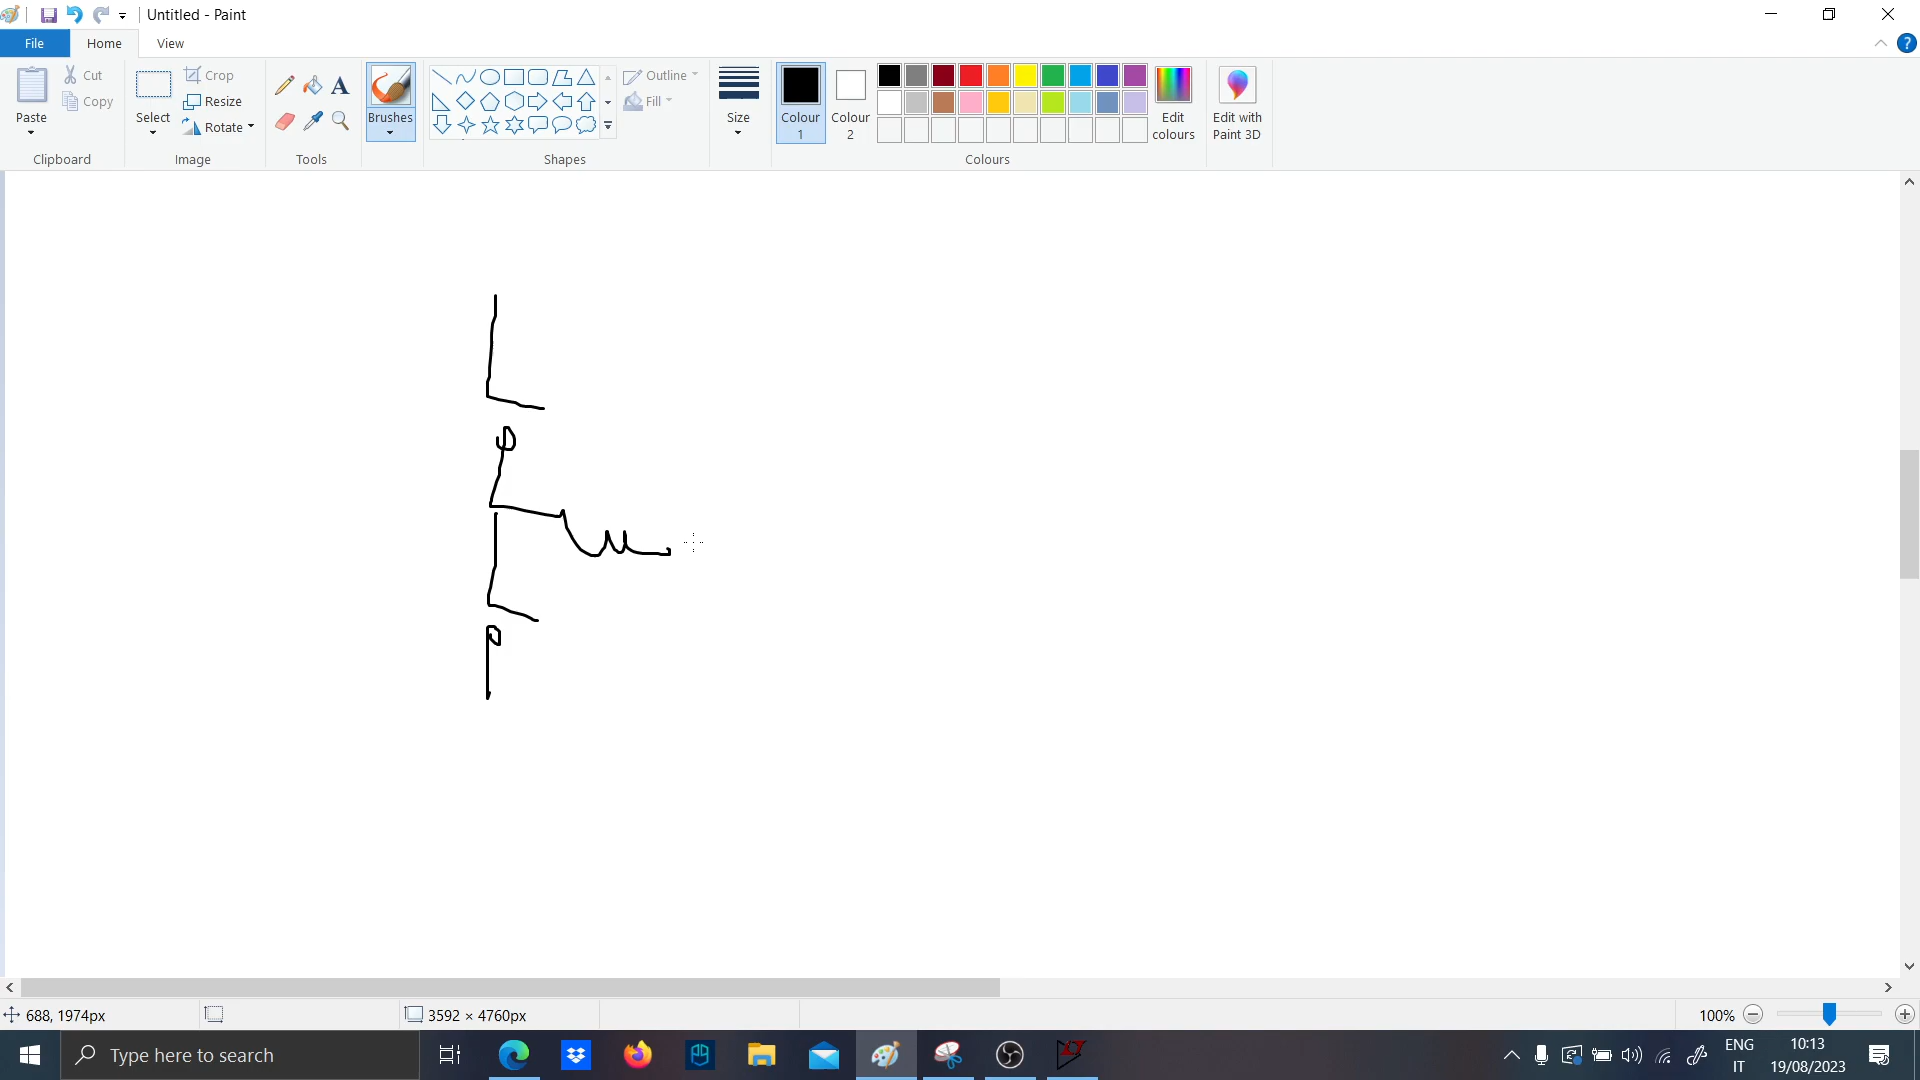 Untitled - Paint
File Home View
Paste
Cut
Copy
Clipboard
Select
Crop
Resize
Rotate
Image
A
Tools
Brushes
Outline
Fill
Shapes
Size
Colour 1
Colour 2
Edit colours
Colours
Edit with Paint 3D
?
688, 1974px
3592 × 4760px
100%
Type here to search
ENG
IT
10:13
19/08/2023